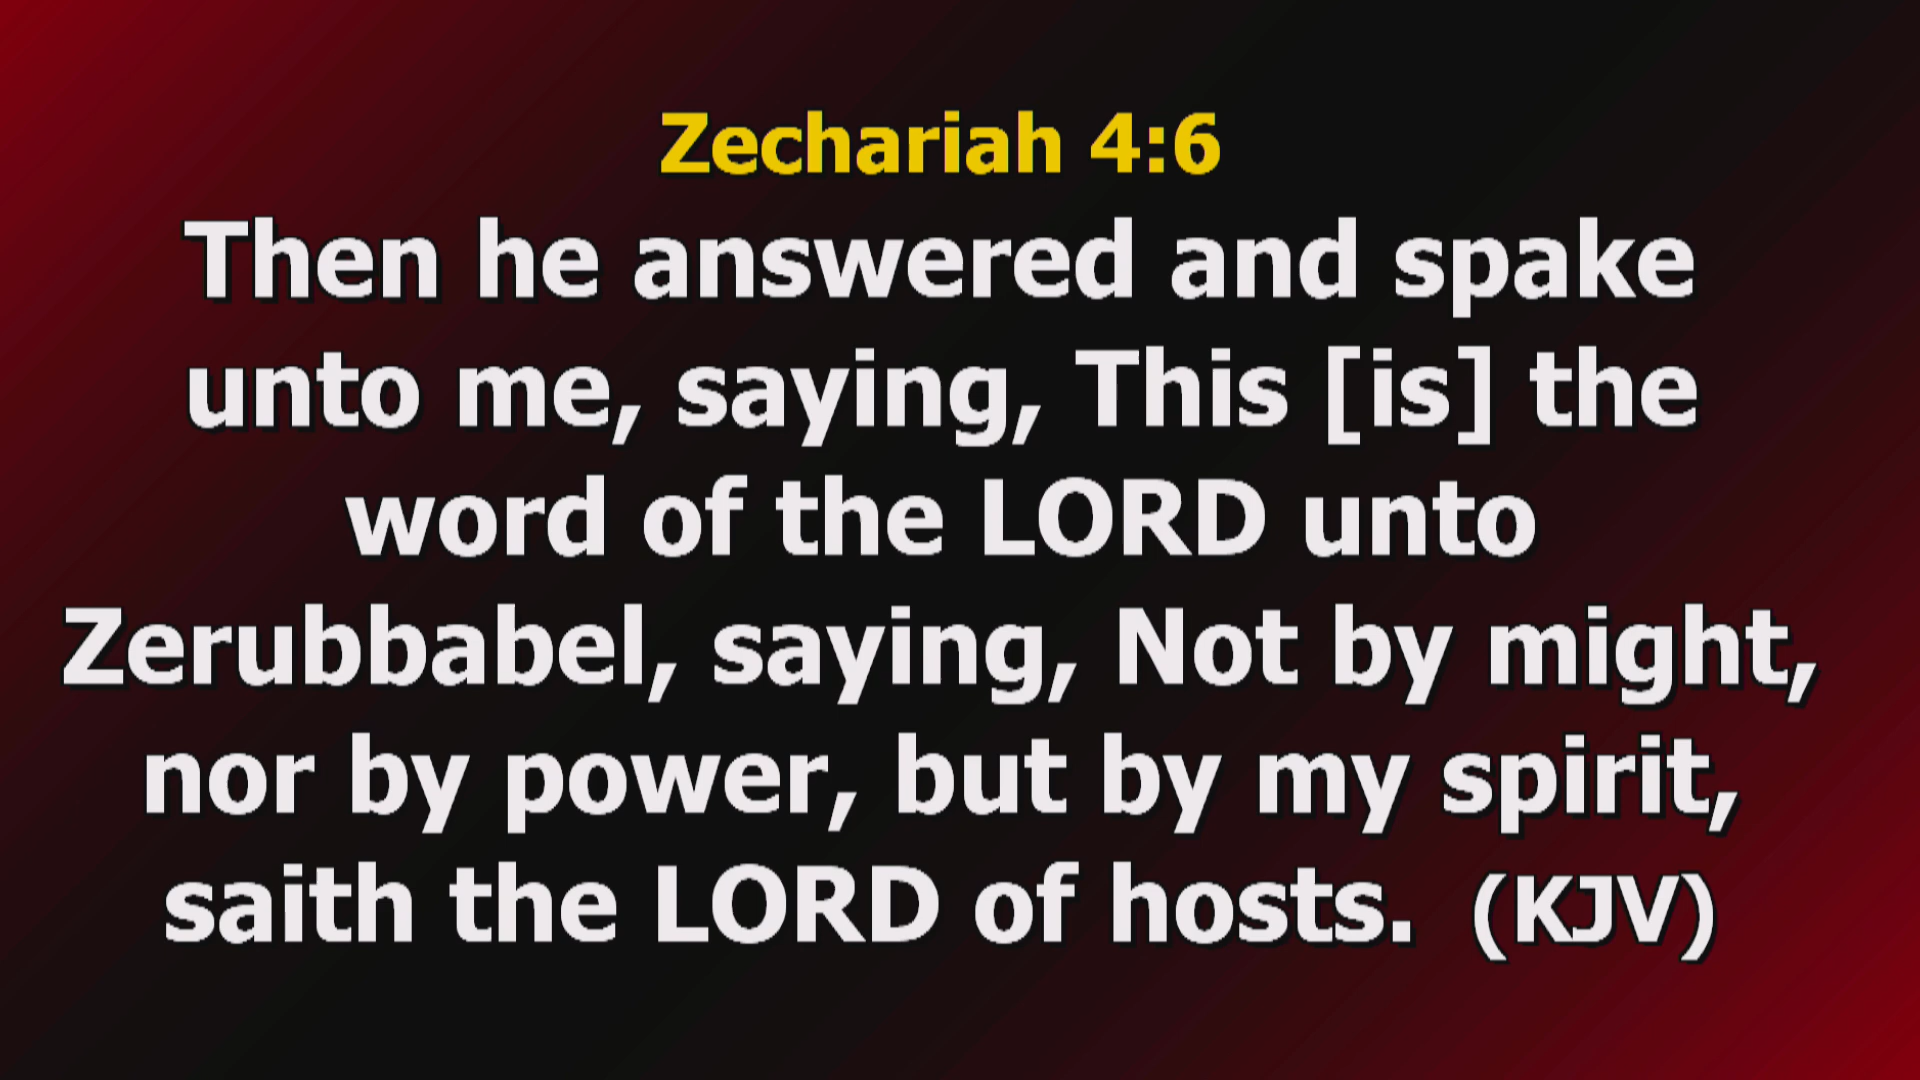 Zechariah 4:6
Then he answered and spake
unto me, saying, This [is] the
word of the LORD unto
Zerubbabel, saying, Not by might,
nor by power, but by my spirit,
saith the LORD of hosts. (KJV)